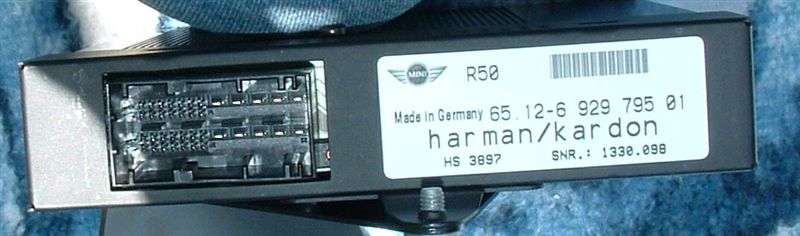 MINI
R50
Made in Germany 65.12-6 929 795 01
harman/kardon
HS 3897 SNR.: 1330.098